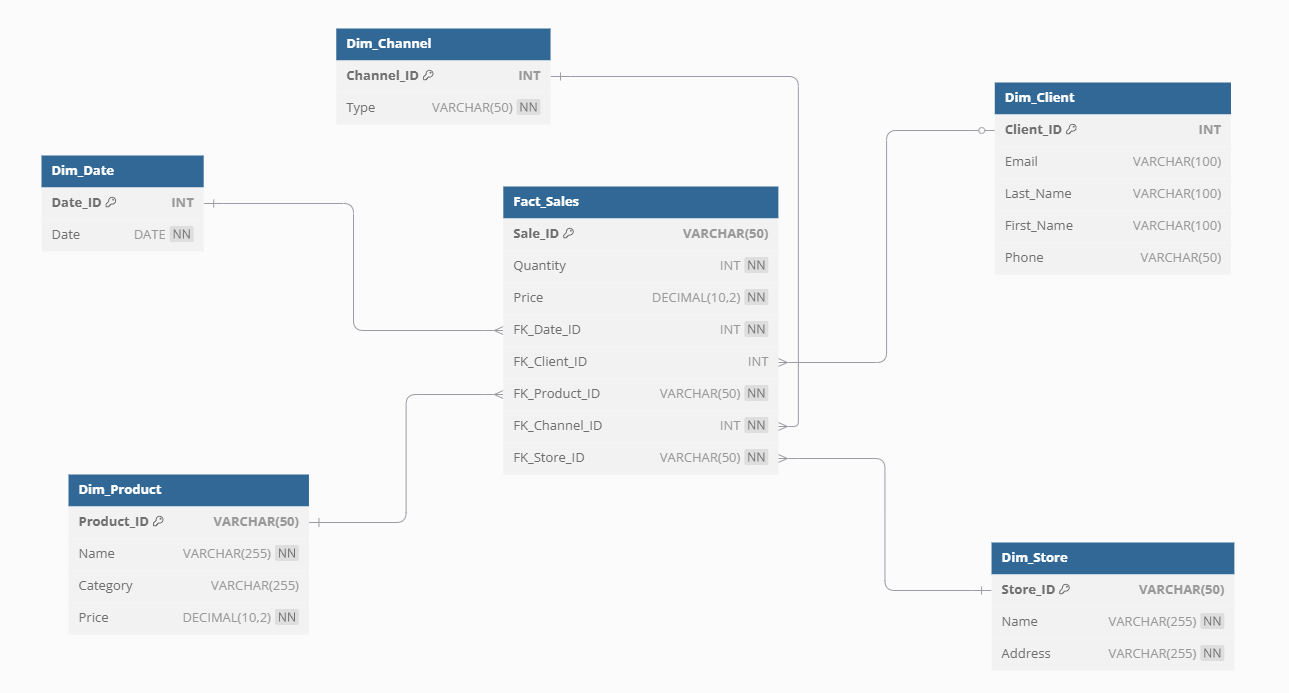 Dim_Channel
Channel_ID INT
Type VARCHAR(50) NN
Dim_Client
Client_ID INT
Email VARCHAR(100)
Last_Name VARCHAR(100)
First_Name VARCHAR(100)
Phone VARCHAR(50)
Dim_Date
Date_ID INT
Date DATE NN
Fact_Sales
Sale_ID VARCHAR(50)
Quantity INT NN
Price DECIMAL(10,2) NN
FK_Date_ID INT NN
FK_Client_ID INT
FK_Product_ID VARCHAR(50) NN
FK_Channel_ID INT NN
FK_Store_ID VARCHAR(50) NN
Dim_Product
Product_ID VARCHAR(50)
Name VARCHAR(255) NN
Category VARCHAR(255)
Price DECIMAL(10,2) NN
Dim_Store
Store_ID VARCHAR(50)
Name VARCHAR(255) NN
Address VARCHAR(255) NN